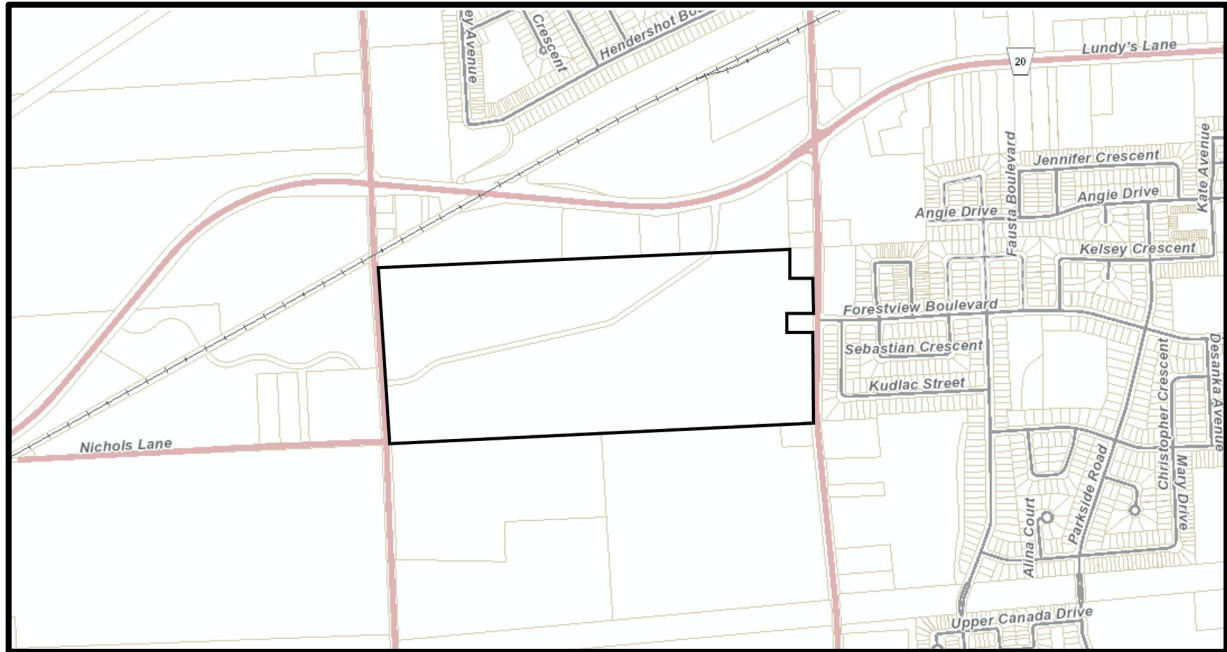 ey Avenue
Crescent
Hendershot Bo
Lundy's Lane
20
Kate Avenue
Jennifer Crescent
Fausta Boulevard
Angie Drive
Angie Drive
Kelsey Crescent
Forestview Boulevard
Sebastian Crescent
Kudlac Street
Desanka Avenue
Christopher Crescent
Nichols Lane
Mary Drive
Parkside Road
Alina Court
Upper Canada Drive